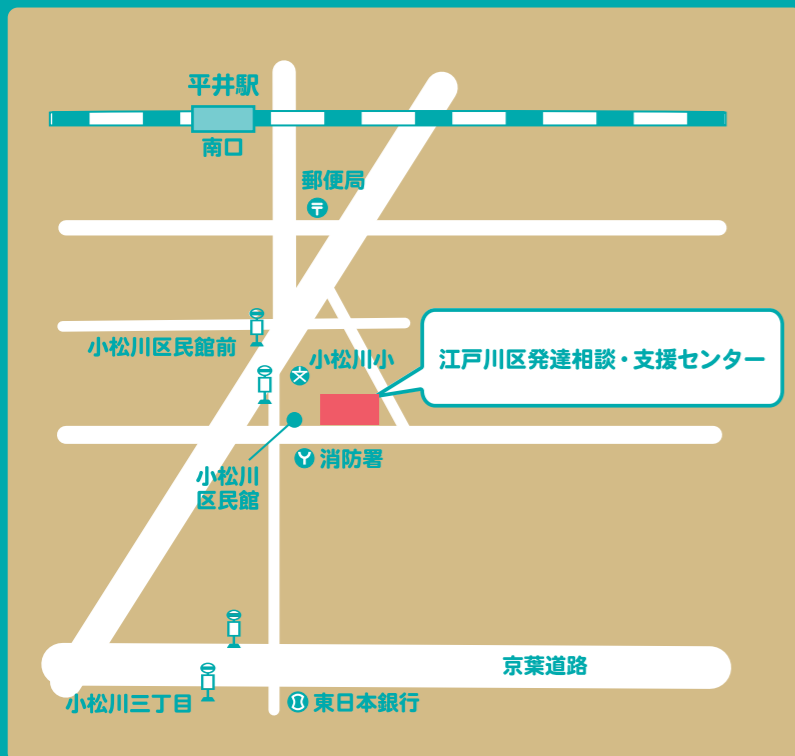 平井駅
南口
郵便局
小松川区民館前
小松川小
江戸川区発達相談・支援センター
小松川
区民館
消防署
京葉道路
小松川三丁目
東日本銀行